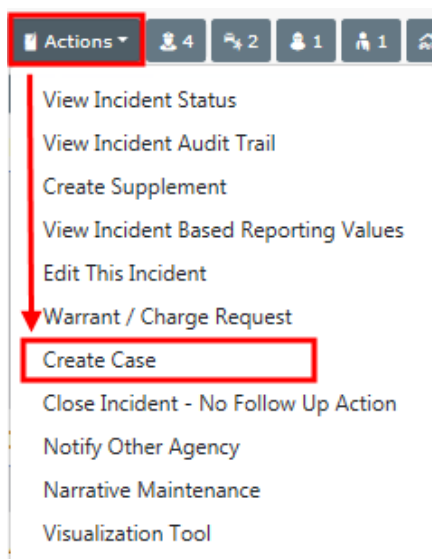 Actions 4 2 1 1
View Incident Status
View Incident Audit Trail
Create Supplement
View Incident Based Reporting Values
Edit This Incident
Warrant / Charge Request
Create Case
Close Incident - No Follow Up Action
Notify Other Agency
Narrative Maintenance
Visualization Tool